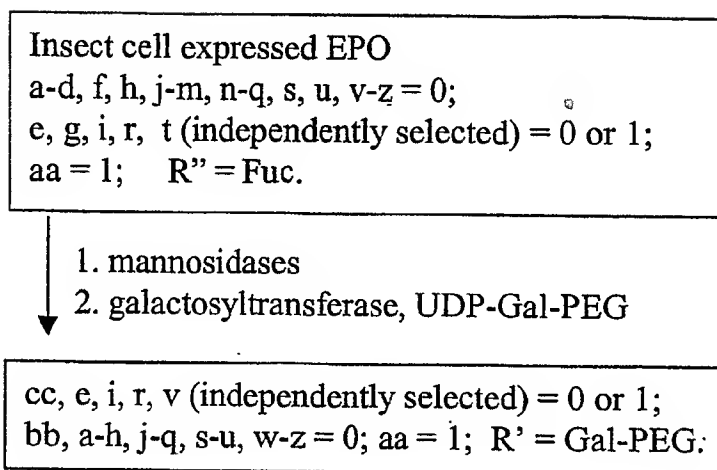 Insect cell expressed EPO
a-d, f, h, j-m, n-q, s, u, v-z = 0;
e, g, i, r, t (independently selected) = 0 or 1;
aa = 1; R” = Fuc.
1. mannosidases
2. galactosyltransferase, UDP-Gal-PEG
cc, e, i, r, v (independently selected) = 0 or 1;
bb, a-h, j-q, s-u, w-z = 0; aa = 1; R’ = Gal-PEG.